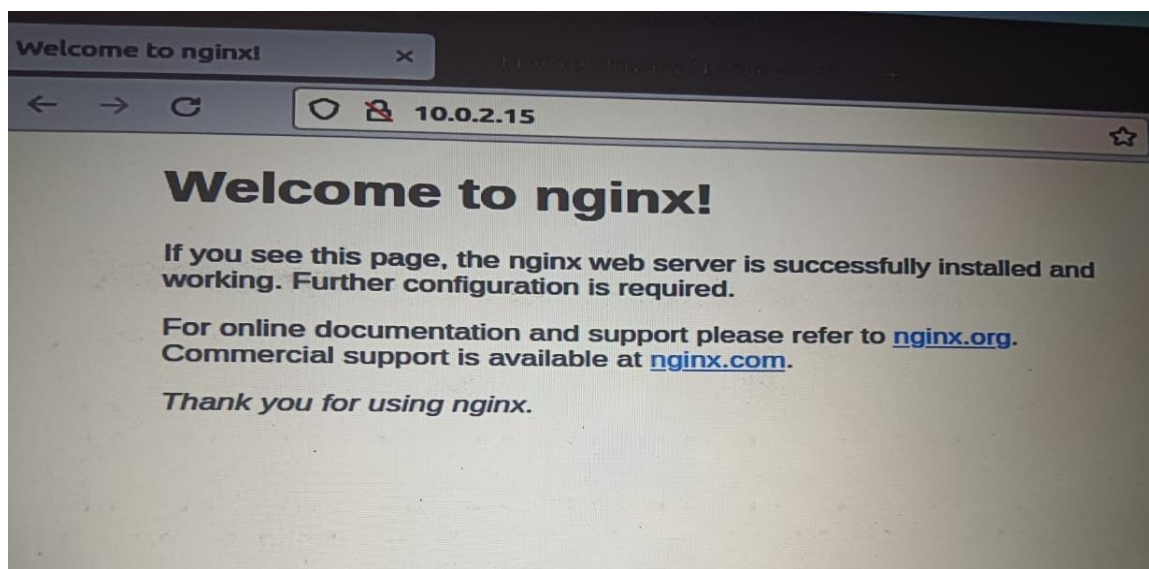 Welcome to nginx!
10.0.2.15
Welcome to nginx!
If you see this page, the nginx web server is successfully installed and
working. Further configuration is required.
For online documentation and support please refer to nginx.org.
Commercial support is available at nginx.com.
Thank you for using nginx.